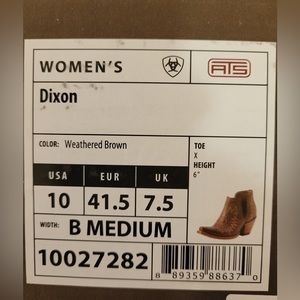 WOMEN'S
ATS
Dixon
COLOR: Weathered Brown
TOE
X
HEIGHT
6"
USA EUR UK
10 41.5 7.5
WIDTH: B MEDIUM
10027282
8 89359 88637 0